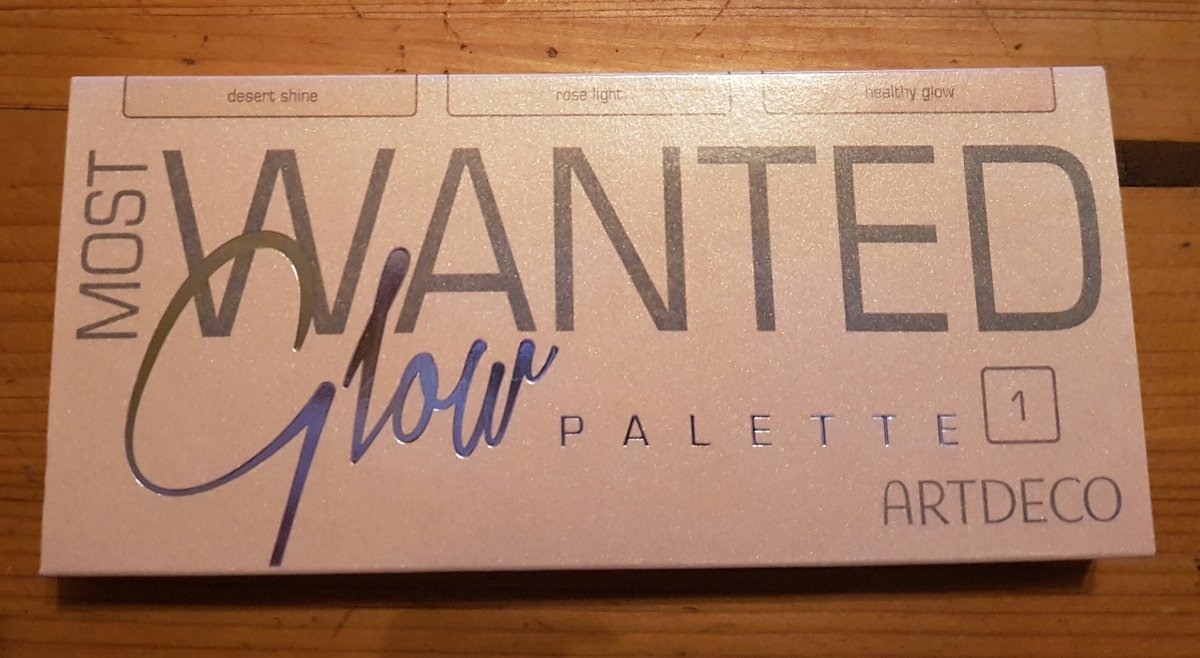 desert shine
rose light
healthy glow
MOST
WANTED
Glow
PALETTE
1
ARTDECO